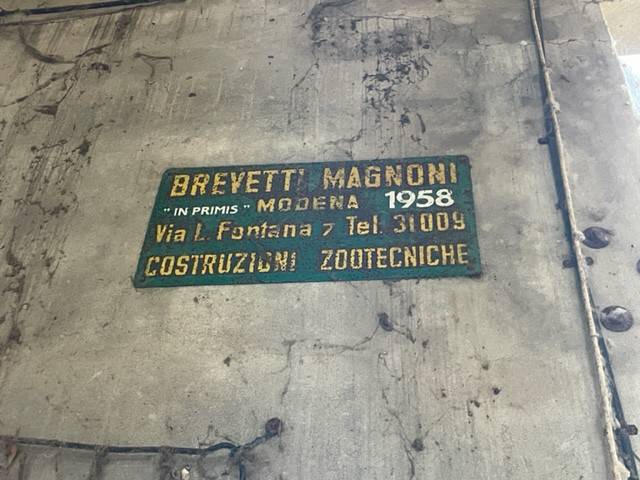 BREVETTI MAGNONI
"IN PRIMIS" MODENA 1958
Via L. Fontana 7 Tel. 31009
COSTRUZIONI ZOOTECNICHE